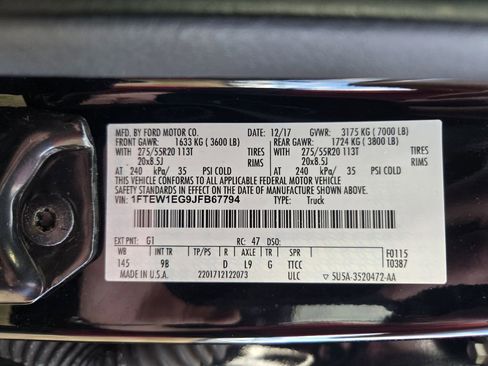 MFD. BY FORD MOTOR CO. 12/17 GVWR: 3175 KG ( 7000 LB)
FRONT GAWR: 1633 KG ( 3600 LB) REAR GAWR: 1724 KG ( 3800 LB)
WITH 275/55R20 113T TIRES WITH 275/55R20 113T TIRES
20x8.5J RIMS 20x8.5J RIMS
AT 240 kPa/ 35 PSI COLD AT 240 kPa/ 35 PSI COLD
THIS VEHICLE CONFORMS TO ALL APPLICABLE FEDERAL MOTOR VEHICLE
SAFETY STANDARDS IN EFFECT ON THE DATE OF MANUFACTURE SHOWN ABOVE.
VIN: 1FTEW1EG9JFB67794 TYPE: Truck
EXT PNT: G1 RC: 47 DSO: F0115
WB INT TR TP/PS R AXLE TR SPR T0387
145 9B D L9 G TTCC
MADE IN U.S.A. 2201712122073 ULC ▽ 5U5A-3520472-AA